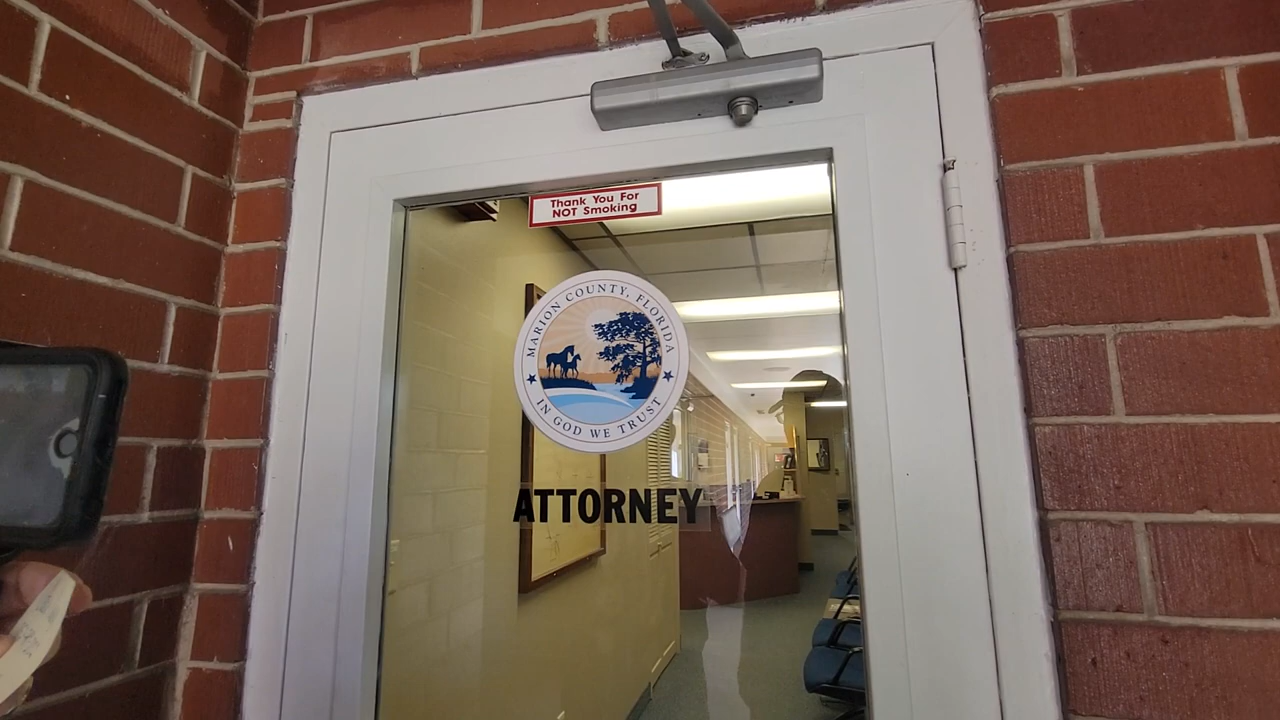 Thank You For
NOT Smoking
MARION COUNTY, FLORIDA
IN GOD WE TRUST
ATTORNEY